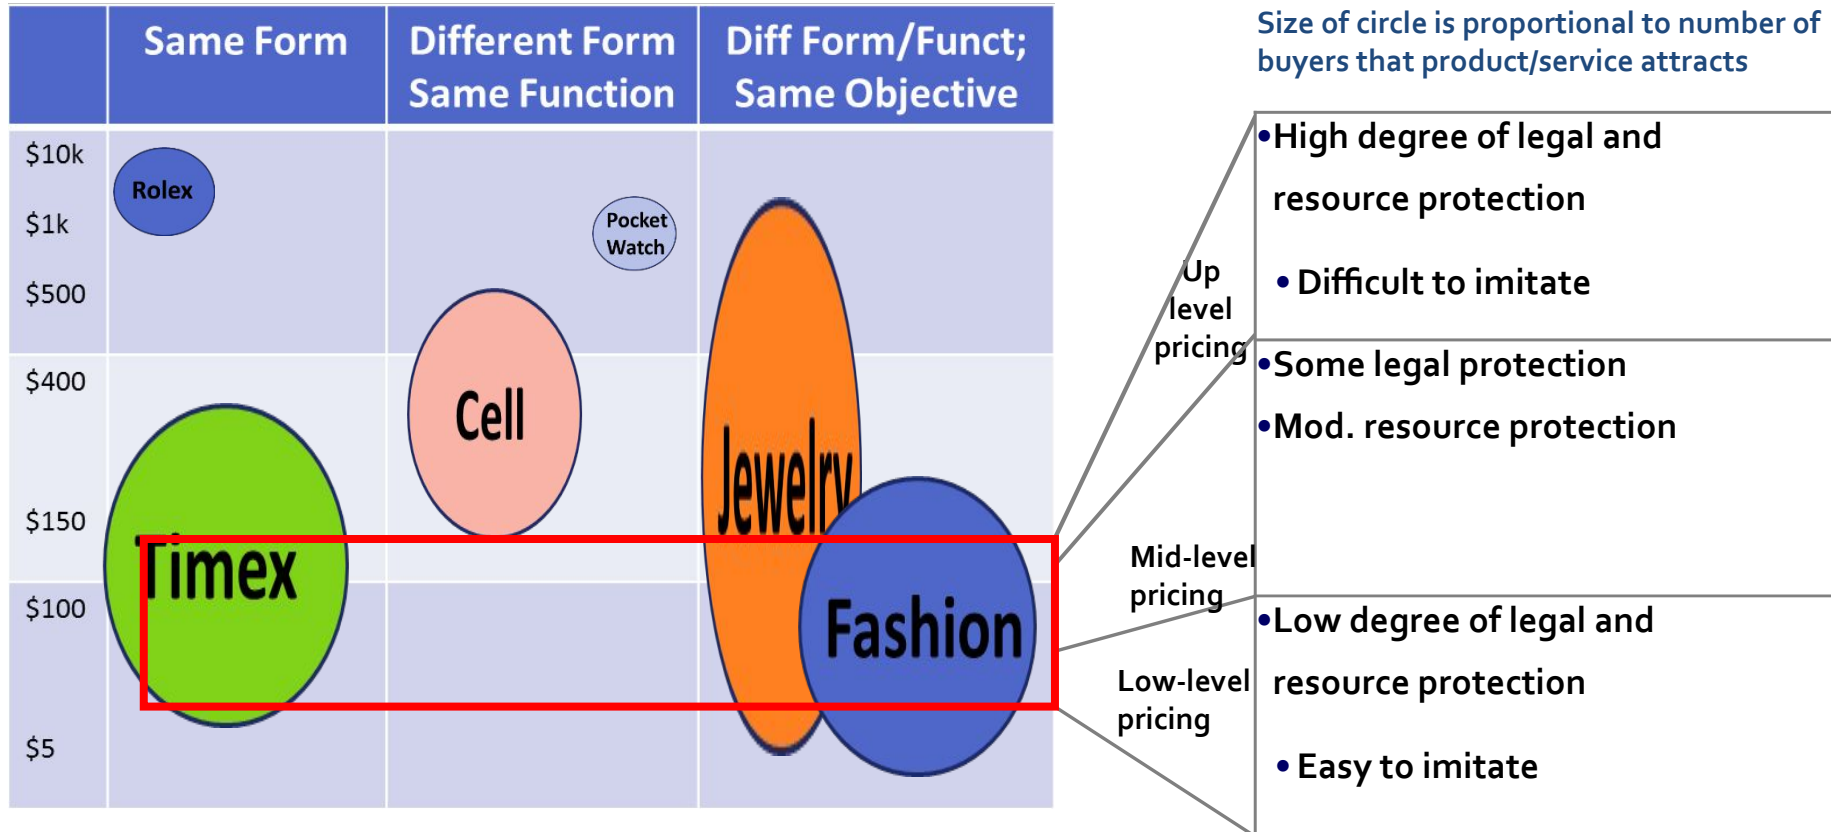 Same Form
Different Form
Same Function
Diff Form/Funct;
Same Objective
Size of circle is proportional to number of
buyers that product/service attracts
$10k
$1k
$500
$400
$150
$100
$5
Rolex
Pocket
Watch
Cell
Timex
Jewelry
Fashion
Up
level
pricing
Mid-level
pricing
Low-level
pricing
•High degree of legal and
resource protection
• Difficult to imitate
•Some legal protection
•Mod. resource protection
•Low degree of legal and
resource protection
• Easy to imitate